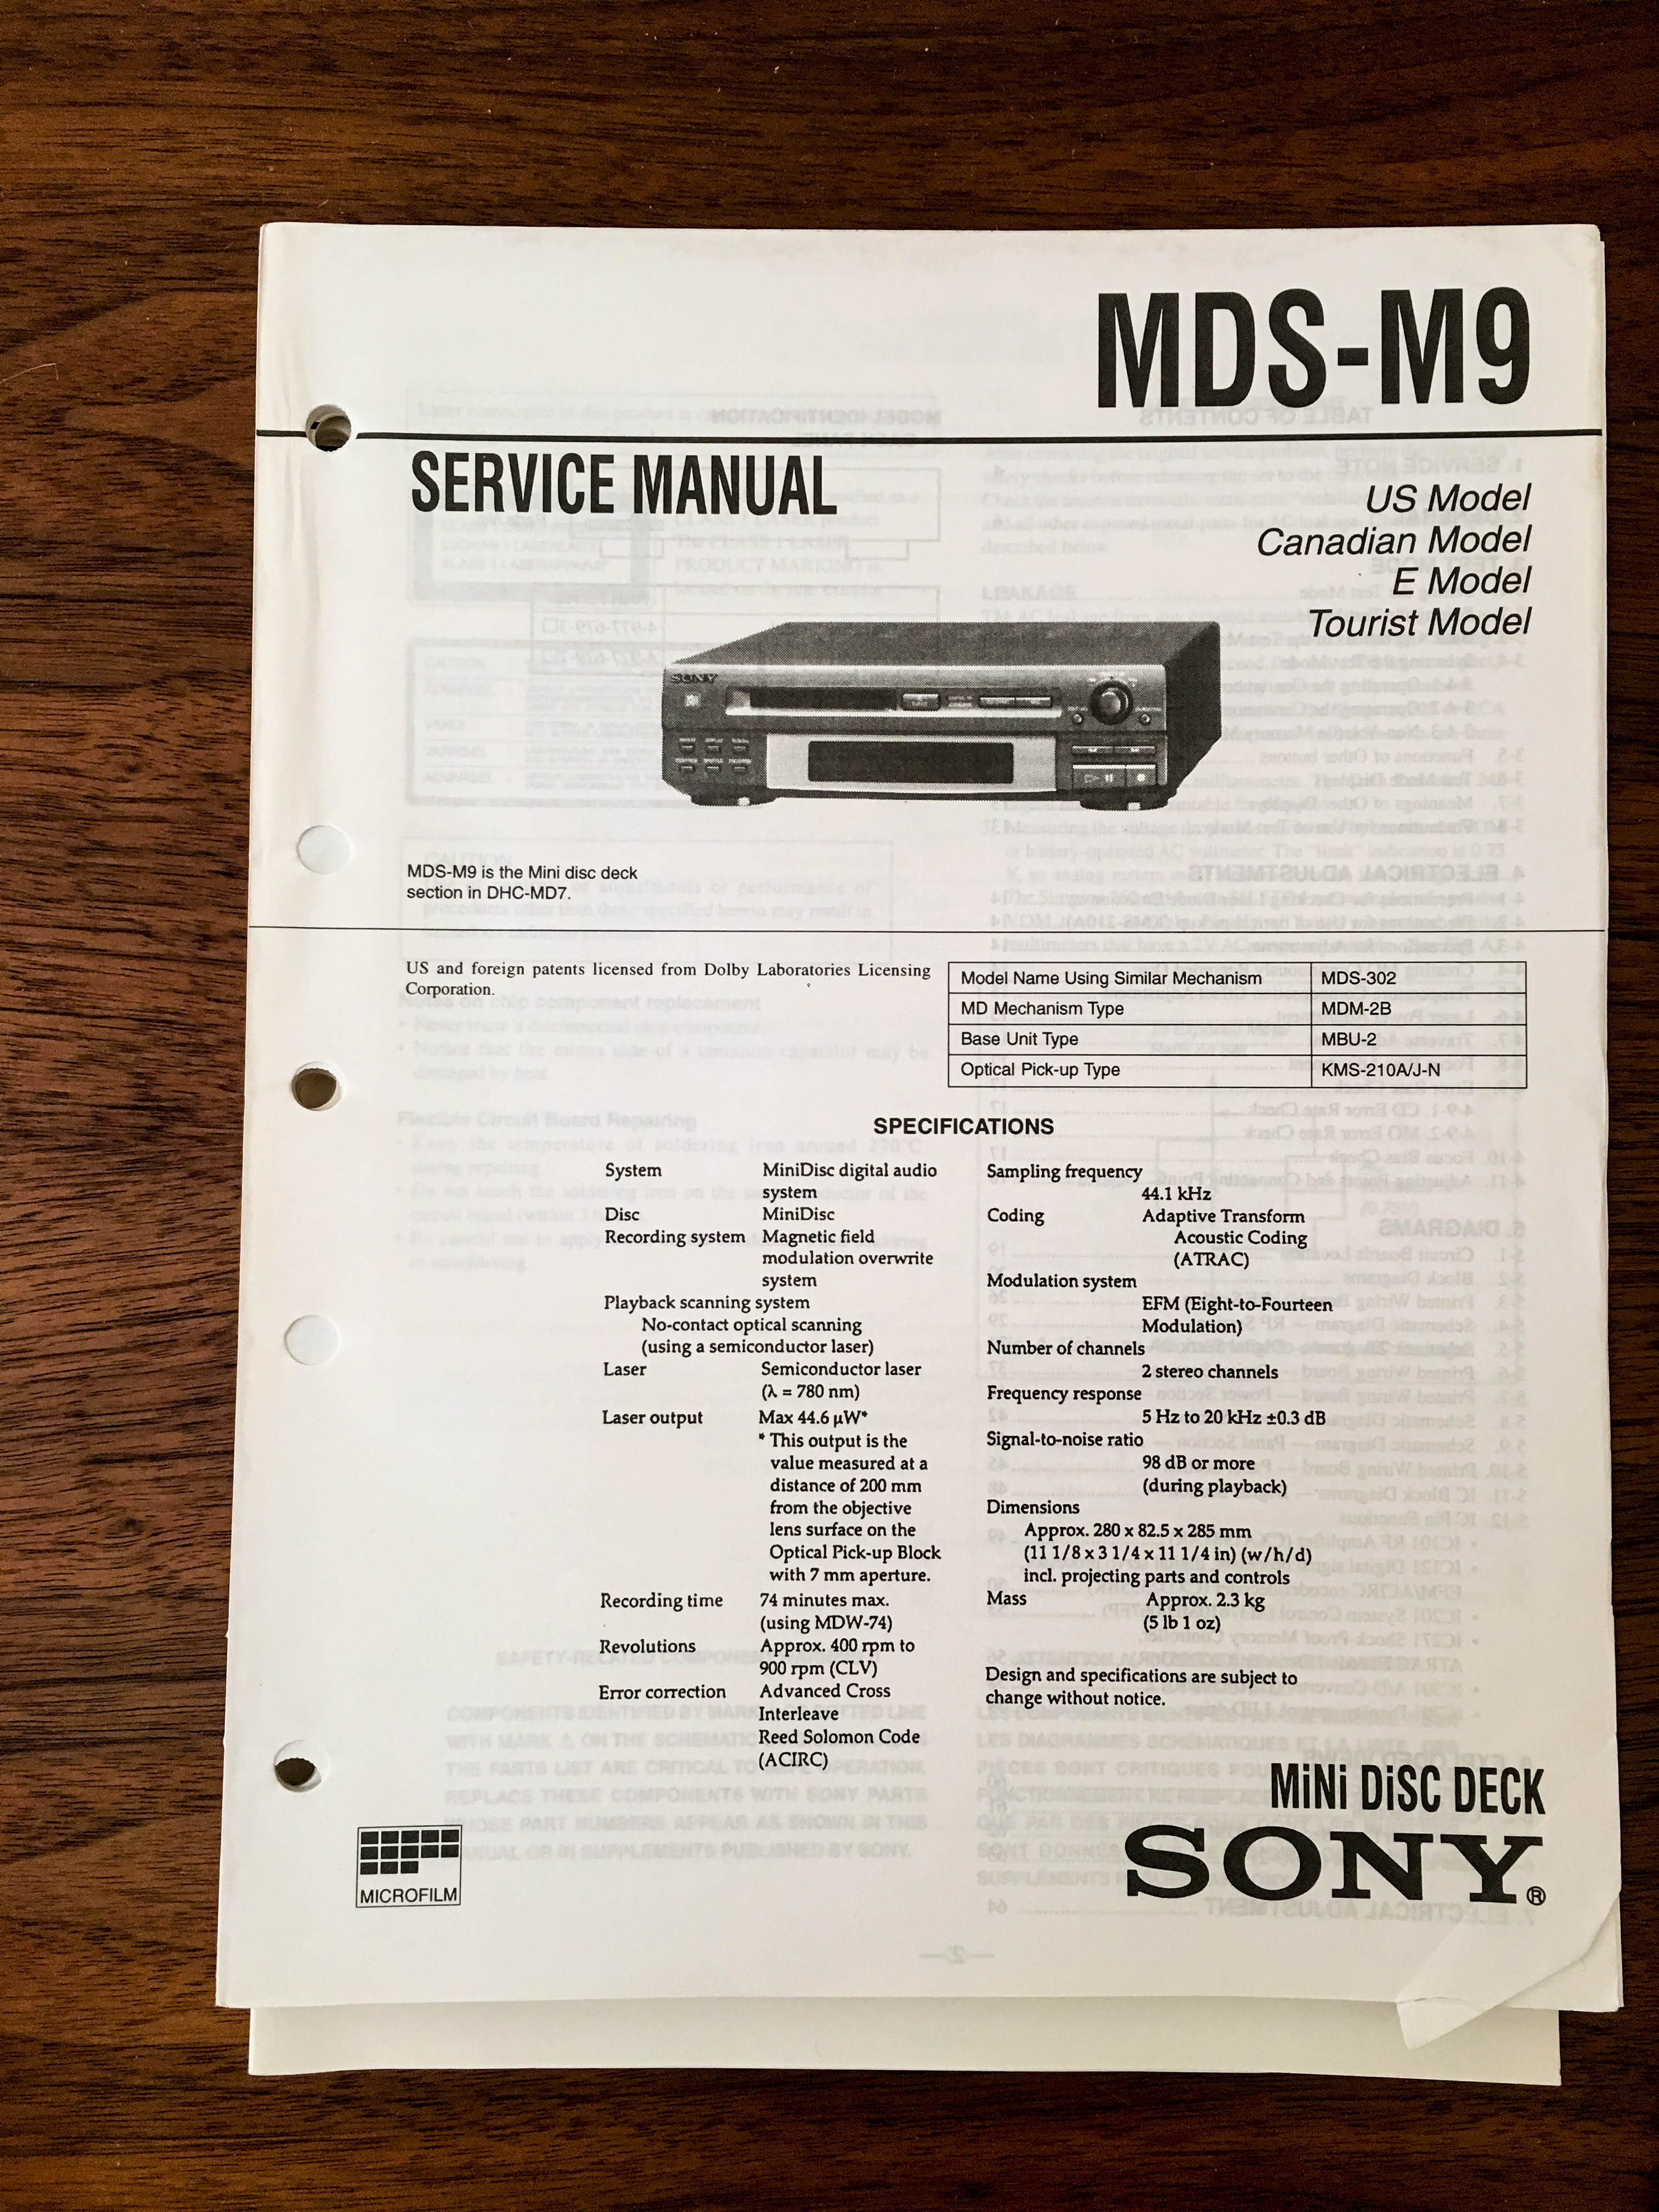 MDS-M9
SERVICE MANUAL
US Model
Canadian Model
E Model
Tourist Model
SONY
MDS-M9 is the Mini disc deck
section in DHC-MD7.
US and foreign patents licensed from Dolby Laboratories Licensing
Corporation.
Model Name Using Similar Mechanism MDS-302
MD Mechanism Type MDM-2B
Base Unit Type MBU-2
Optical Pick-up Type KMS-210A/J-N
SPECIFICATIONS
System MiniDisc digital audio
system
Disc MiniDisc
Recording system Magnetic field
modulation overwrite
system
Playback scanning system
No-contact optical scanning
(using a semiconductor laser)
Laser Semiconductor laser
(λ = 780 nm)
Laser output Max 44.6 µW*
* This output is the
value measured at a
distance of 200 mm
from the objective
lens surface on the
Optical Pick-up Block
with 7 mm aperture.
Recording time 74 minutes max.
(using MDW-74)
Revolutions Approx. 400 rpm to
900 rpm (CLV)
Error correction Advanced Cross
Interleave
Reed Solomon Code
(ACIRC)
Sampling frequency
44.1 kHz
Coding Adaptive Transform
Acoustic Coding
(ATRAC)
Modulation system
EFM (Eight-to-Fourteen
Modulation)
Number of channels
2 stereo channels
Frequency response
5 Hz to 20 kHz ±0.3 dB
Signal-to-noise ratio
98 dB or more
(during playback)
Dimensions
Approx. 280 x 82.5 x 285 mm
(11 1/8 x 3 1/4 x 11 1/4 in) (w/h/d)
incl. projecting parts and controls
Mass Approx. 2.3 kg
(5 lb 1 oz)
Design and specifications are subject to
change without notice.
MICROFILM
MiNi DiSC DECK
SONY®